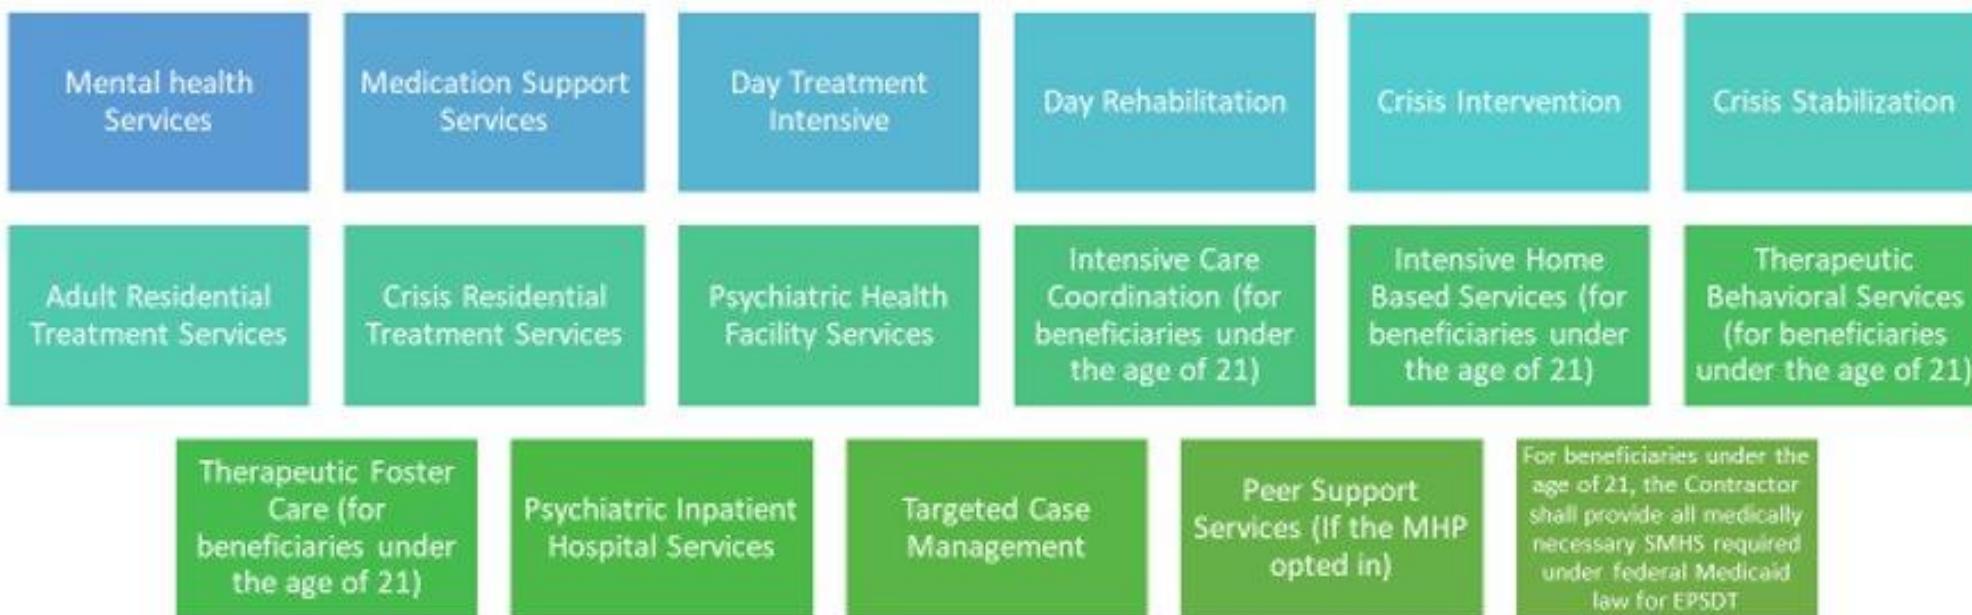 Mental health
Services
Medication Support
Services
Day Treatment
Intensive
Day Rehabilitation
Crisis Intervention
Crisis Stabilization
Adult Residential
Treatment Services
Crisis Residential
Treatment Services
Psychiatric Health
Facility Services
Intensive Care
Coordination (for
beneficiaries under
the age of 21)
Intensive Home
Based Services (for
beneficiaries under
the age of 21)
Therapeutic
Behavioral Services
(for beneficiaries
under the age of 21)
Therapeutic Foster
Care (for
beneficiaries under
the age of 21)
Psychiatric Inpatient
Hospital Services
Targeted Case
Management
Peer Support
Services (If the MHP
opted in)
For beneficiaries under the
age of 21, the Contractor
shall provide all medically
necessary SMHS required
under federal Medicaid
law for EPSDT